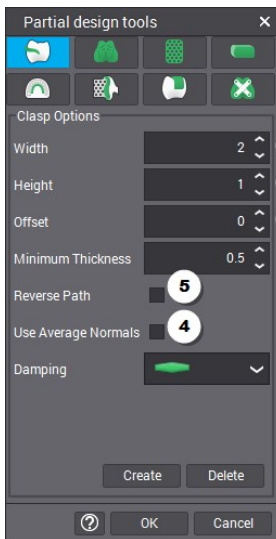 Partial design tools ×
Clasp Options
Width 2
Height 1
Offset 0
Minimum Thickness 0.5
Reverse Path 5
Use Average Normals 4
Damping
Create Delete
? OK Cancel